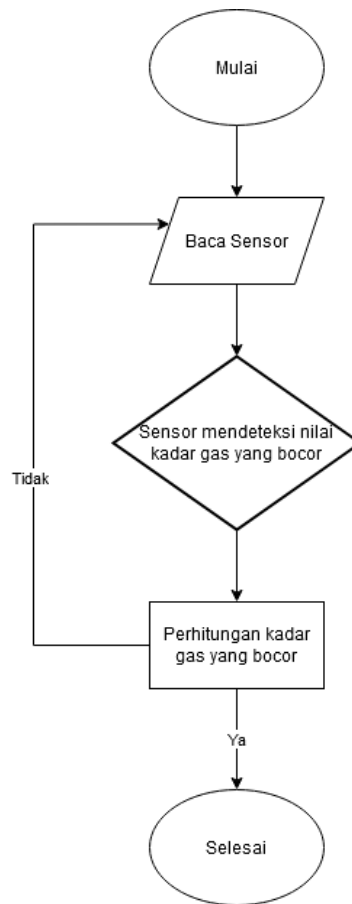 Mulai
Baca Sensor
Sensor mendeteksi nilai
kadar gas yang bocor
Tidak
Perhitungan kadar
gas yang bocor
Ya
Selesai